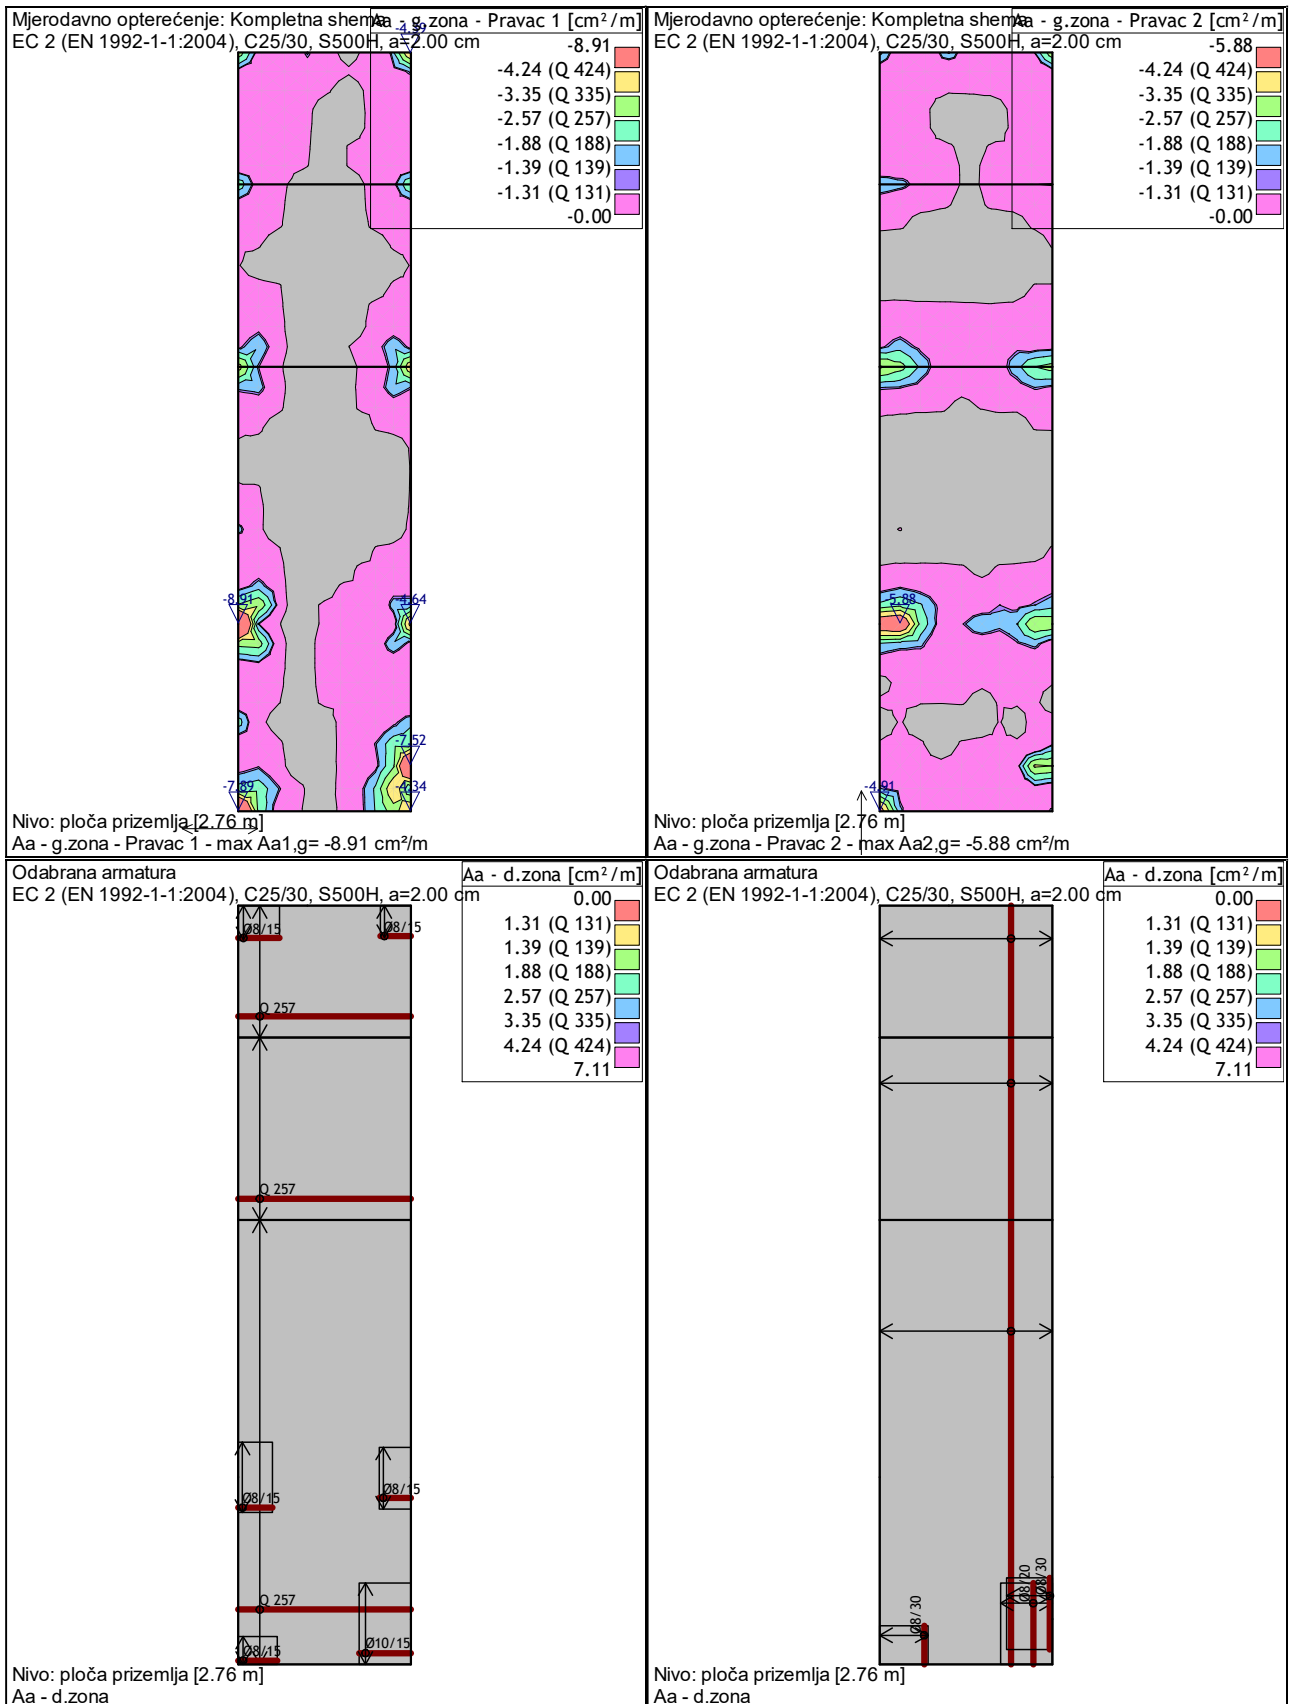 Mjerodavno opterećenje: Kompletna shema
EC 2 (EN 1992-1-1:2004), C25/30, S500H, a=2.00 cm
Aa - g.zona - Pravac 1 [cm²/m]
-8.91
-4.24 (Q 424)
-3.35 (Q 335)
-2.57 (Q 257)
-1.88 (Q 188)
-1.39 (Q 139)
-1.31 (Q 131)
-0.00
-8.91
-4.64
-7.52
-7.89
-4.34
Nivo: ploča prizemlja [2.76 m]
Aa - g.zona - Pravac 1 - max Aa1,g= -8.91 cm²/m
Mjerodavno opterećenje: Kompletna shema
EC 2 (EN 1992-1-1:2004), C25/30, S500H, a=2.00 cm
Aa - g.zona - Pravac 2 [cm²/m]
-5.88
-4.24 (Q 424)
-3.35 (Q 335)
-2.57 (Q 257)
-1.88 (Q 188)
-1.39 (Q 139)
-1.31 (Q 131)
-0.00
-5.88
-4.91
Nivo: ploča prizemlja [2.76 m]
Aa - g.zona - Pravac 2 - max Aa2,g= -5.88 cm²/m
Odabrana armatura
EC 2 (EN 1992-1-1:2004), C25/30, S500H, a=2.00 cm
Aa - d.zona [cm²/m]
0.00
1.31 (Q 131)
1.39 (Q 139)
1.88 (Q 188)
2.57 (Q 257)
3.35 (Q 335)
4.24 (Q 424)
7.11
Ø8/15
Ø8/15
Q 257
Q 257
Ø8/15
Ø8/15
Q 257
Ø8/15
Ø10/15
Nivo: ploča prizemlja [2.76 m]
Aa - d.zona
Odabrana armatura
EC 2 (EN 1992-1-1:2004), C25/30, S500H, a=2.00 cm
Aa - d.zona [cm²/m]
0.00
1.31 (Q 131)
1.39 (Q 139)
1.88 (Q 188)
2.57 (Q 257)
3.35 (Q 335)
4.24 (Q 424)
7.11
Ø8/30
Ø8/20
Ø8/30
Nivo: ploča prizemlja [2.76 m]
Aa - d.zona